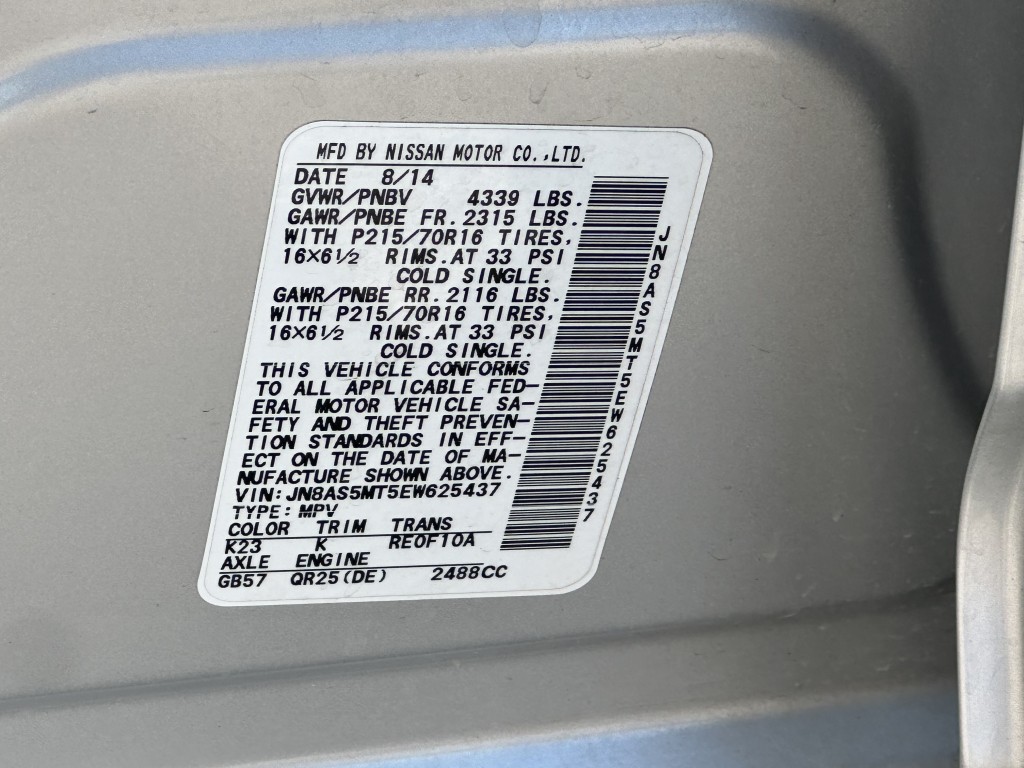 MFD BY NISSAN MOTOR CO.,LTD.
DATE 8/14
GVWR/PNBV 4339 LBS.
GAWR/PNBE FR. 2315 LBS.
WITH P215/70R16 TIRES,
16×6½ RIMS.AT 33 PSI
COLD SINGLE.
GAWR/PNBE RR. 2116 LBS.
WITH P215/70R16 TIRES,
16×6½ RIMS.AT 33 PSI
COLD SINGLE.
THIS VEHICLE CONFORMS
TO ALL APPLICABLE FED-
ERAL MOTOR VEHICLE SA-
FETY AND THEFT PREVEN-
TION STANDARDS IN EFF-
ECT ON THE DATE OF MA-
NUFACTURE SHOWN ABOVE.
VIN:JN8AS5MT5EW625437
TYPE:MPV
COLOR TRIM TRANS
K23 K RE0F10A
AXLE ENGINE
GB57 QR25(DE) 2488CC
JN8AS5MT5EW625437